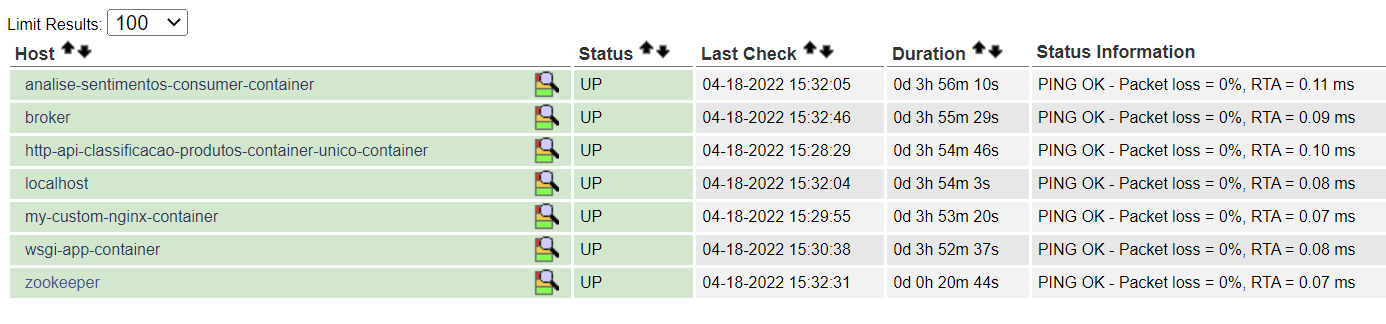 Limit Results: 100
Host Status Last Check Duration Status Information
analise-sentimentos-consumer-container UP 04-18-2022 15:32:05 0d 3h 56m 10s PING OK - Packet loss = 0%, RTA = 0.11 ms
broker UP 04-18-2022 15:32:46 0d 3h 55m 29s PING OK - Packet loss = 0%, RTA = 0.09 ms
http-api-classificacao-produtos-container-unico-container UP 04-18-2022 15:28:29 0d 3h 54m 46s PING OK - Packet loss = 0%, RTA = 0.10 ms
localhost UP 04-18-2022 15:32:04 0d 3h 54m 3s PING OK - Packet loss = 0%, RTA = 0.08 ms
my-custom-nginx-container UP 04-18-2022 15:29:55 0d 3h 53m 20s PING OK - Packet loss = 0%, RTA = 0.07 ms
wsgi-app-container UP 04-18-2022 15:30:38 0d 3h 52m 37s PING OK - Packet loss = 0%, RTA = 0.08 ms
zookeeper UP 04-18-2022 15:32:31 0d 0h 20m 44s PING OK - Packet loss = 0%, RTA = 0.07 ms